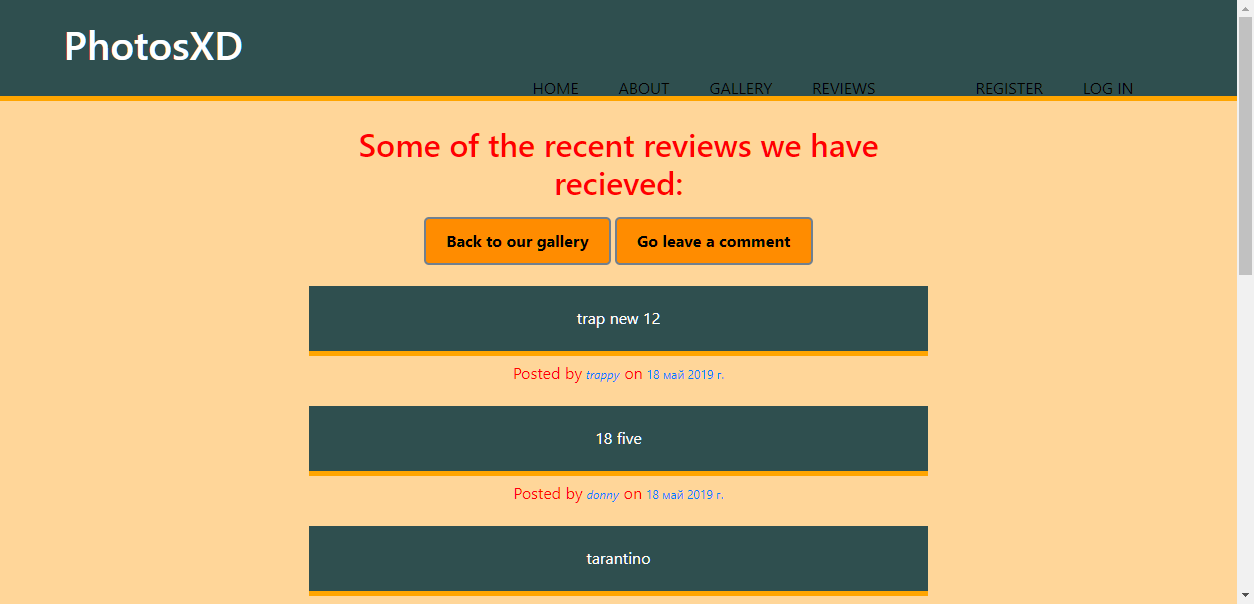 PhotosXD
HOME ABOUT GALLERY REVIEWS REGISTER LOG IN
Some of the recent reviews we have
recieved:
Back to our gallery Go leave a comment
trap new 12
Posted by trappy on 18 май 2019 г.
18 five
Posted by donny on 18 май 2019 г.
tarantino